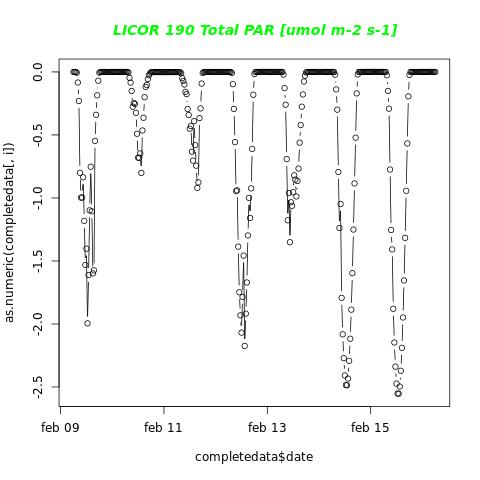 LICOR 190 Total PAR [umol m-2 s-1]
as.numeric(completedata[, i])
0.0
-0.5
-1.0
-1.5
-2.0
-2.5
feb 09 feb 11 feb 13 feb 15
completedata$date